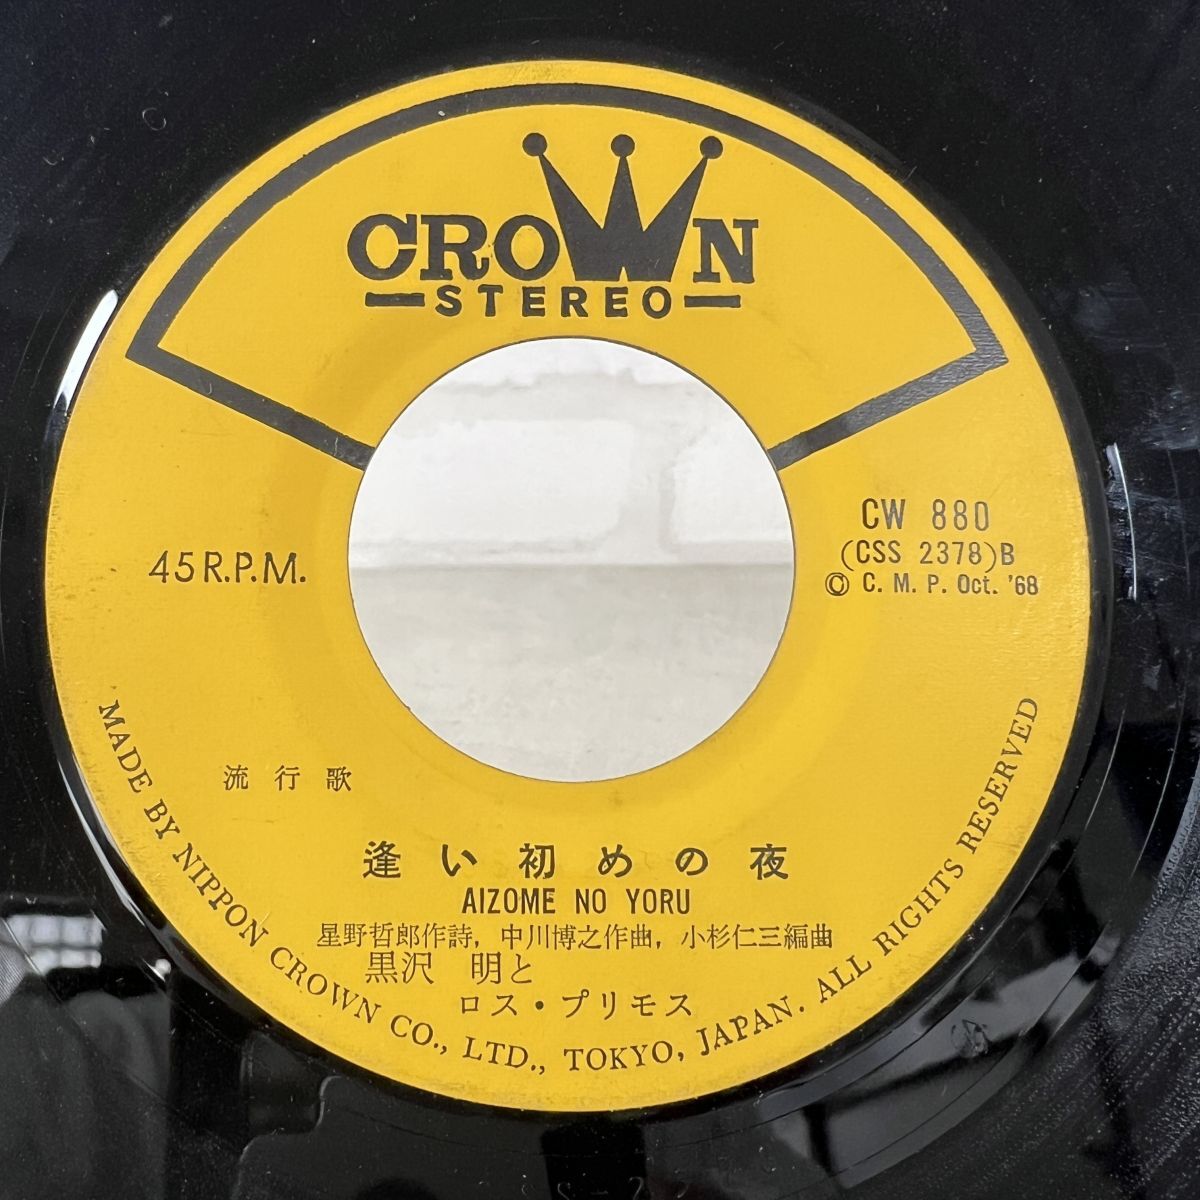 CROWN
STEREO
CW 880
(CSS 2378)B
© C. M. P. Oct. '68
45 R.P.M.
流行歌
逢い初めの夜
AIZOME NO YORU
星野哲郎作詩, 中川博之作曲, 小杉仁三編曲
黒沢 明と
ロス・プリモス
MADE BY NIPPON CROWN CO., LTD., TOKYO, JAPAN. ALL RIGHTS RESERVED